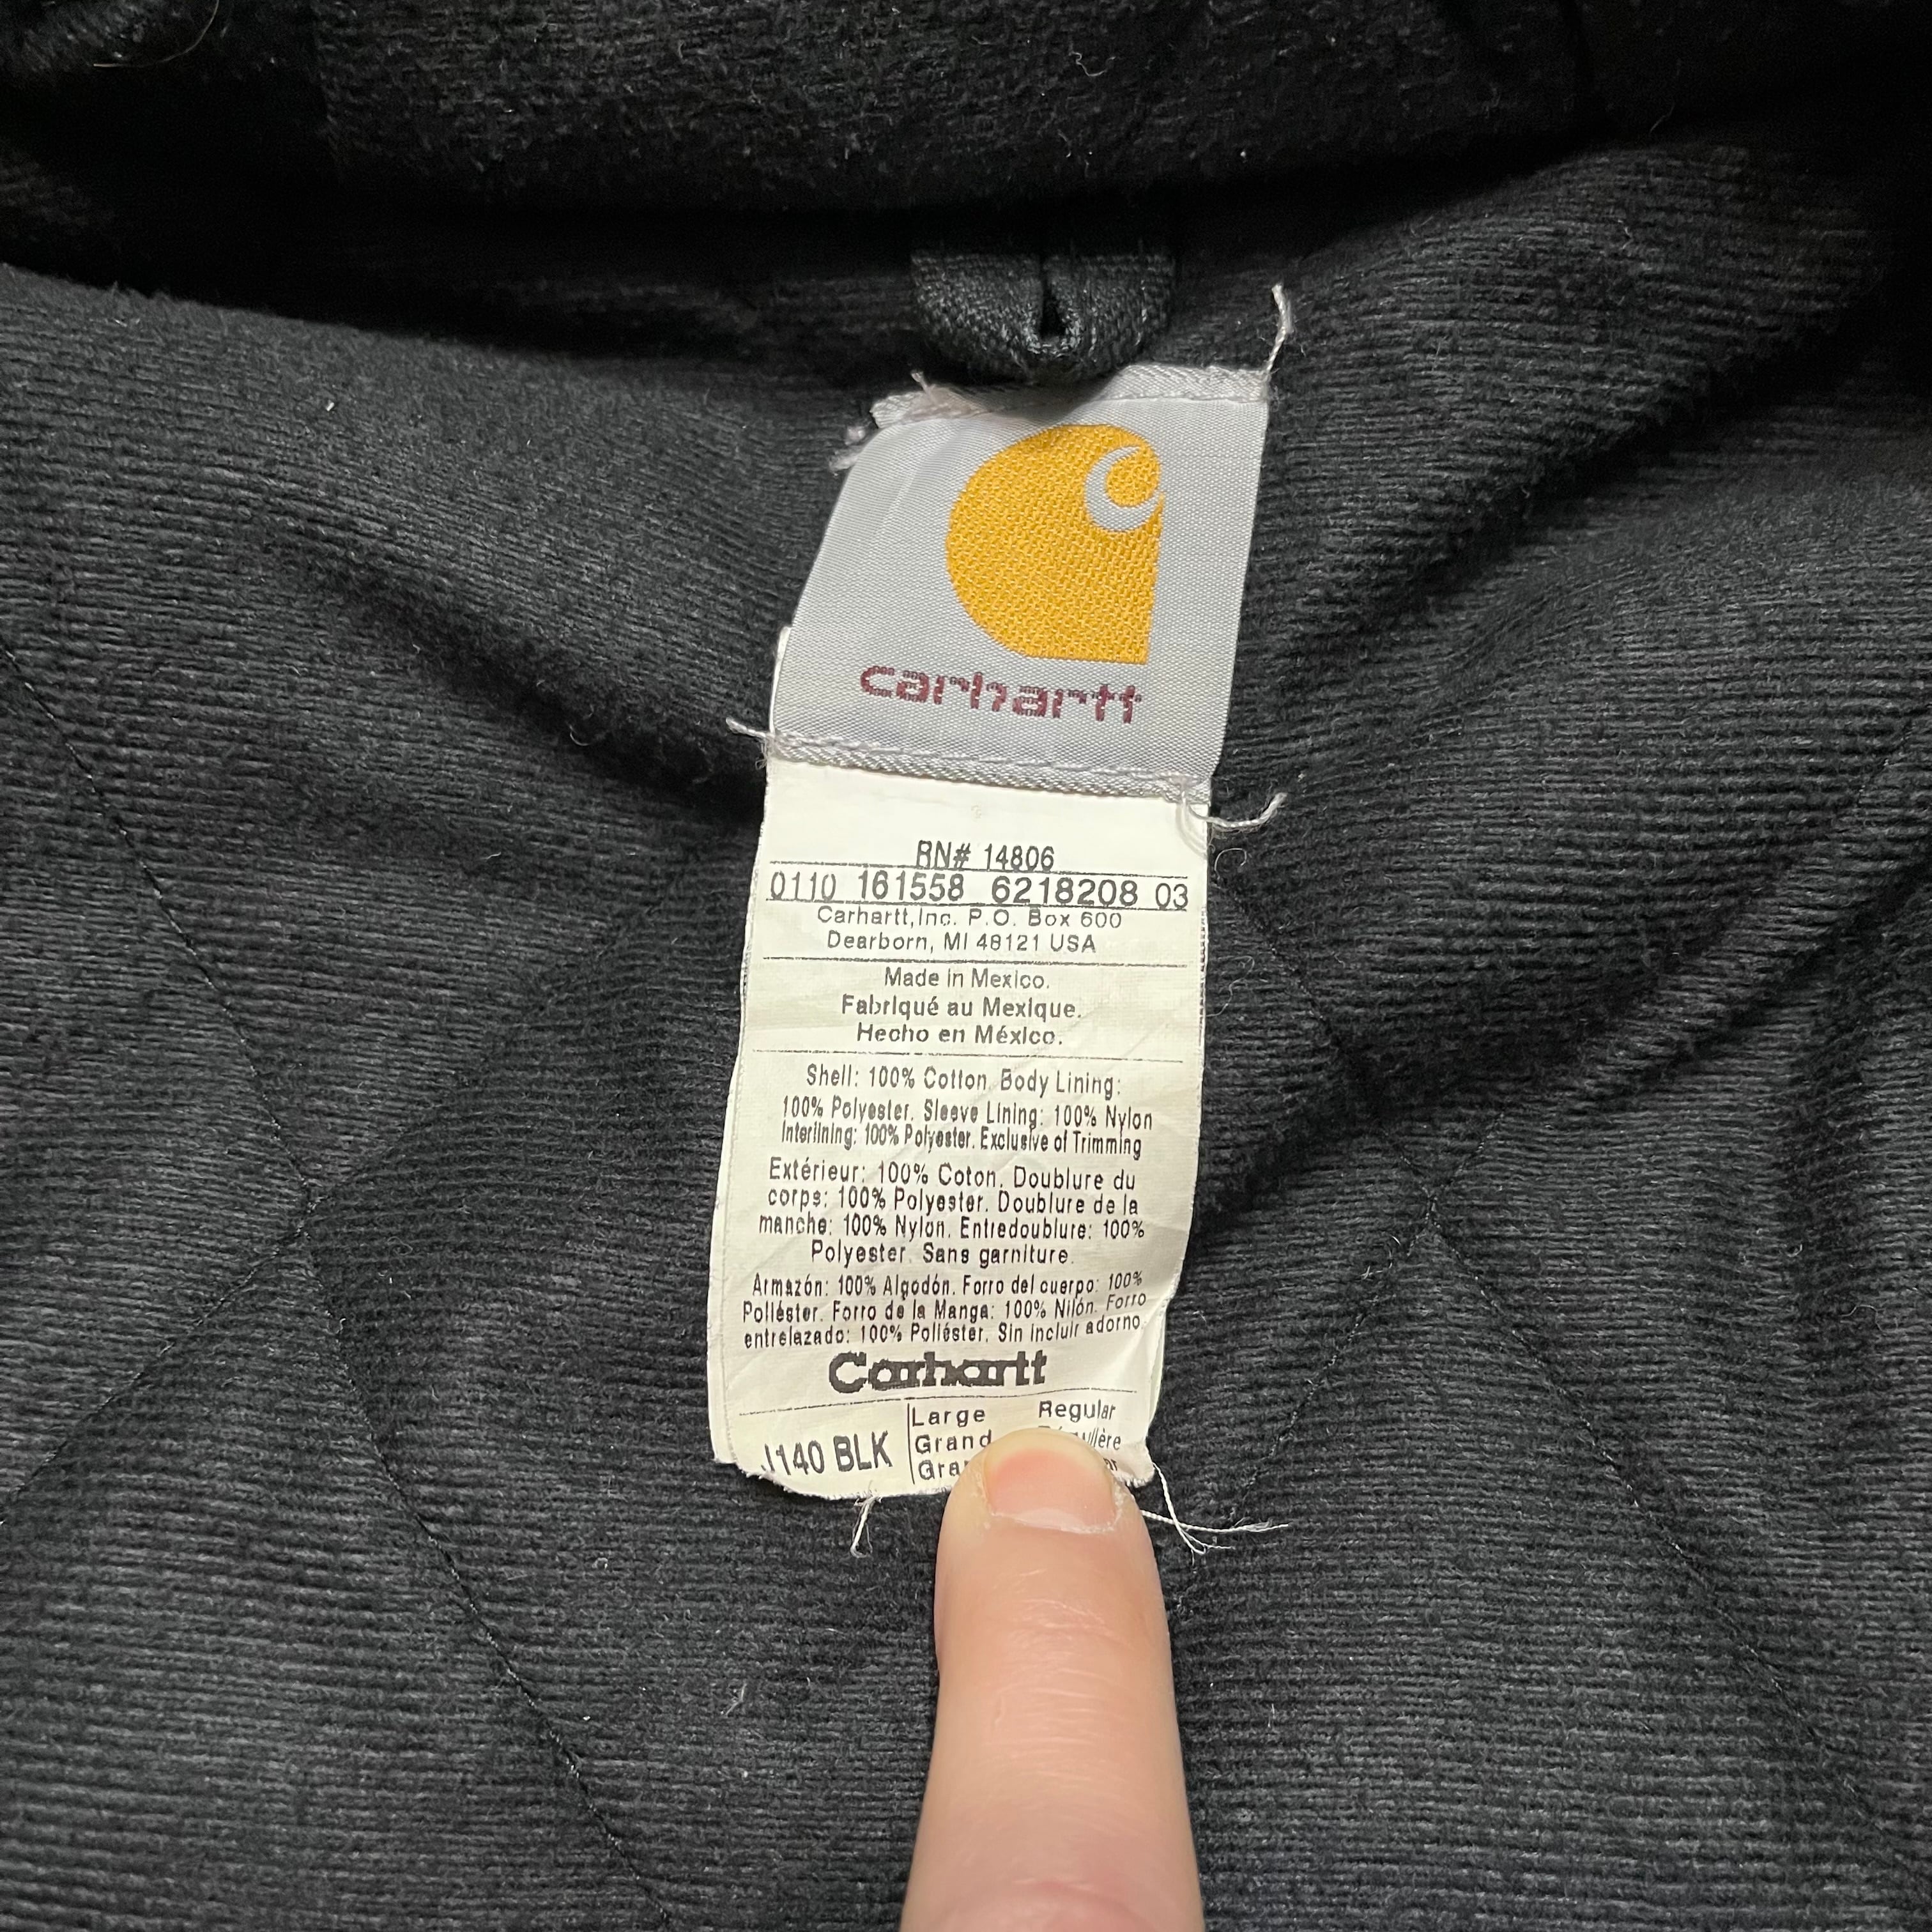 carhartt
RN# 14806
0110 161558 6218208 03
Carhartt, Inc. P.O. Box 600
Dearborn, MI 48121 USA
Made in Mexico.
Fabriqué au Mexique.
Hecho en México.
Shell: 100% Cotton. Body Lining:
100% Polyester. Sleeve Lining: 100% Nylon
Interlining: 100% Polyester. Exclusive of Trimming
Extérieur: 100% Coton. Doublure du
corps: 100% Polyester. Doublure de la
manche: 100% Nylon. Entredoublure: 100%
Polyester. Sans garniture.
Armazón: 100% Algodón. Forro del cuerpo: 100%
Poliéster. Forro de la Manga: 100% Nilón. Forro
entrelazado: 100% Poliéster. Sin incluir adorno.
Carhartt
J140 BLK
Large Regular
Grand